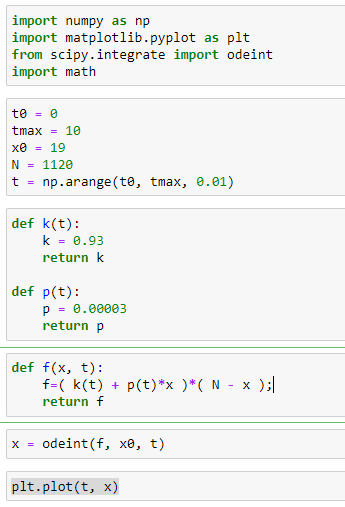 import numpy as np
import matplotlib.pyplot as plt
from scipy.integrate import odeint
import math
t0 = 0
tmax = 10
x0 = 19
N = 1120
t = np.arange(t0, tmax, 0.01)
def k(t):
    k = 0.93
    return k
def p(t):
    p = 0.00003
    return p
def f(x, t):
    f=( k(t) + p(t)*x )*( N - x );
    return f
x = odeint(f, x0, t)
plt.plot(t, x)